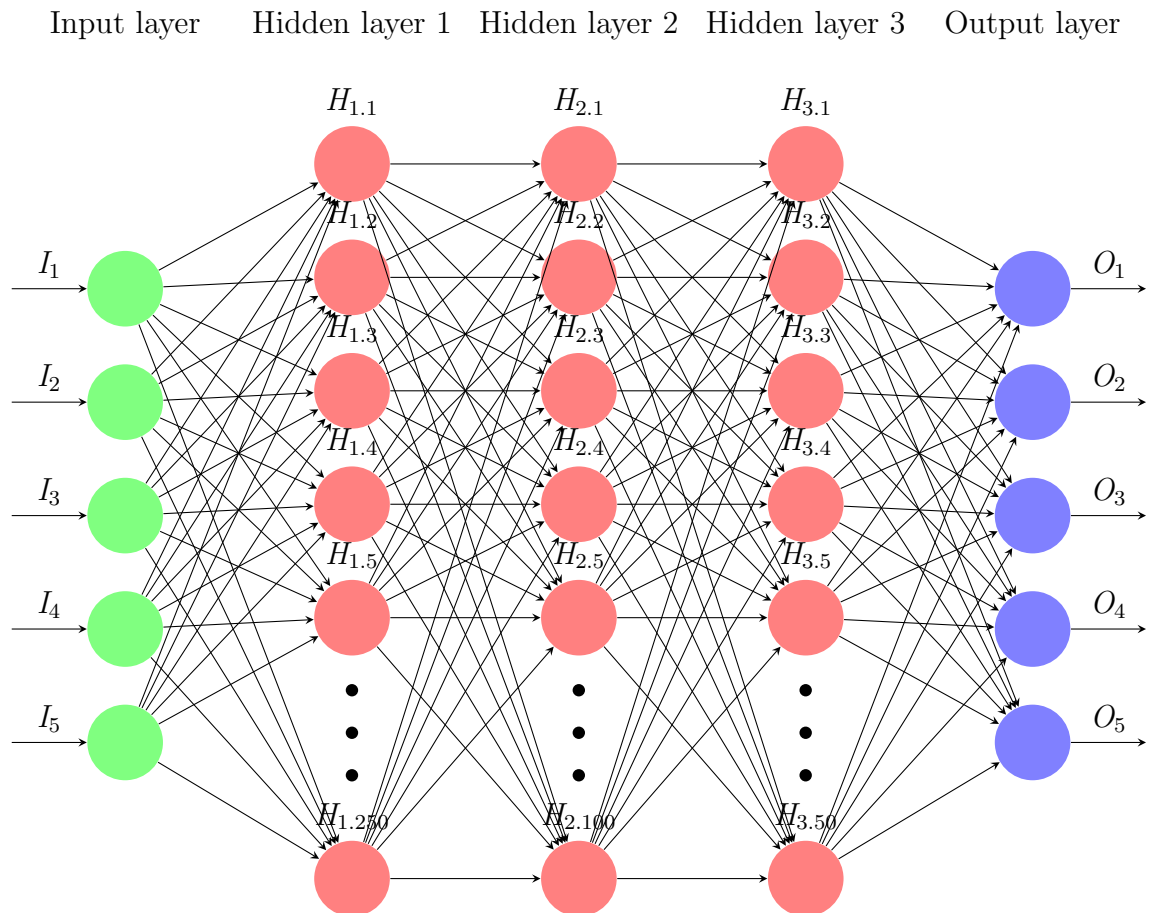 Input layer Hidden layer 1 Hidden layer 2 Hidden layer 3 Output layer
H1.1 H2.1 H3.1
H1.2 H2.2 H3.2
I1 O1
H1.3 H2.3 H3.3
I2 O2
H1.4 H2.4 H3.4
I3 O3
H1.5 H2.5 H3.5
I4 O4
I5 O5
H1.250 H2.100 H3.50